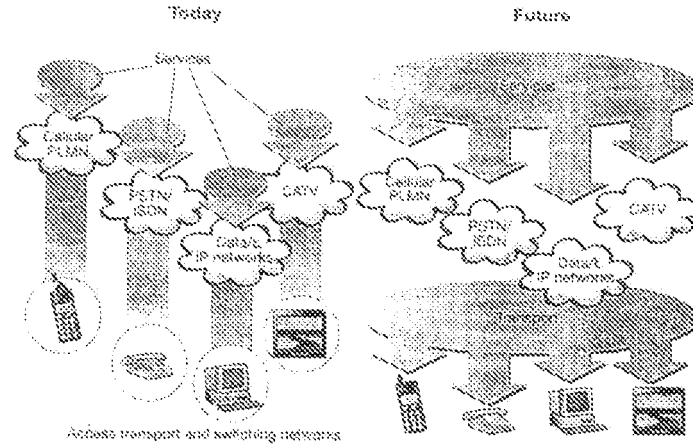 Today
Future
Services
Cellular
PLMN
PSTN/
ISDN
CATV
Data/
IP networks
Cellular
PLMN
PSTN/
ISDN
CATV
Data/
IP networks
Transport
Access transport and switching networks